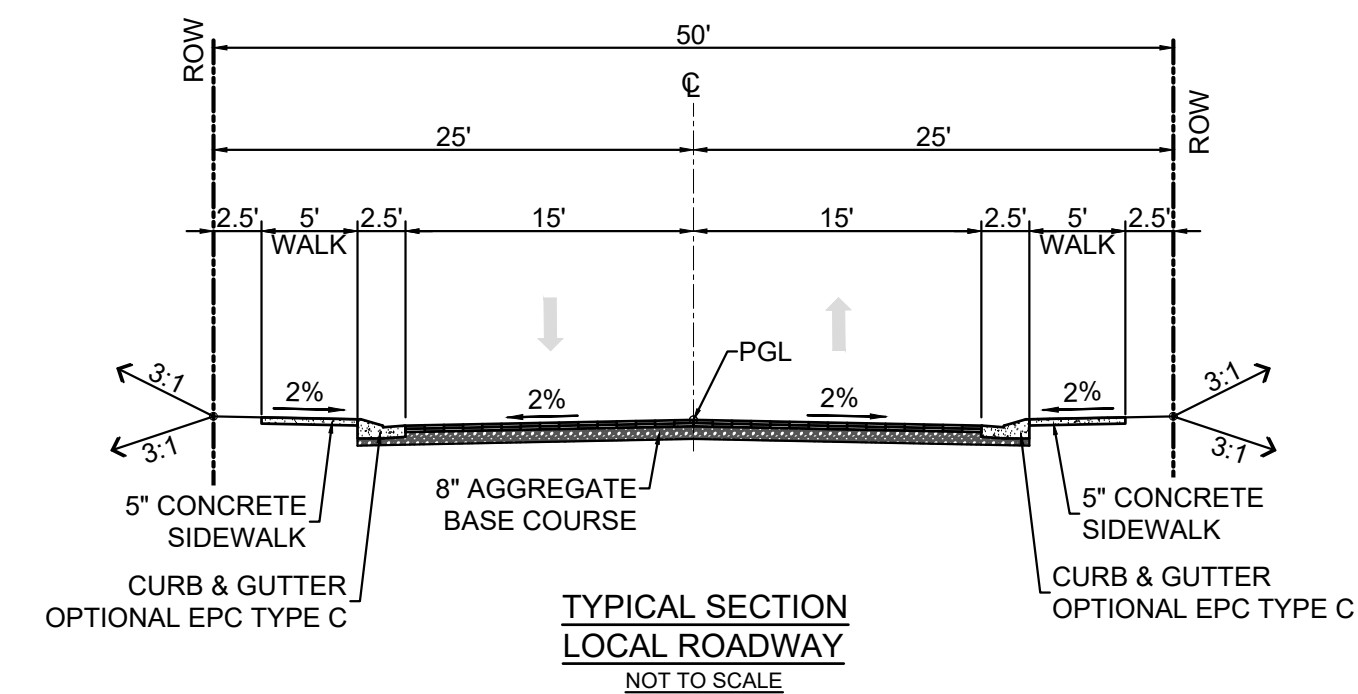 50'
ROW
ROW
℄
25' 25'
2.5' 5' 2.5' 15' 15' 2.5' 5' 2.5'
WALK WALK
PGL
3:1 2% 2% 2% 2% 3:1
3:1 3:1
5" CONCRETE
SIDEWALK
8" AGGREGATE
BASE COURSE
5" CONCRETE
SIDEWALK
CURB & GUTTER
OPTIONAL EPC TYPE C
CURB & GUTTER
OPTIONAL EPC TYPE C
TYPICAL SECTION
LOCAL ROADWAY
NOT TO SCALE